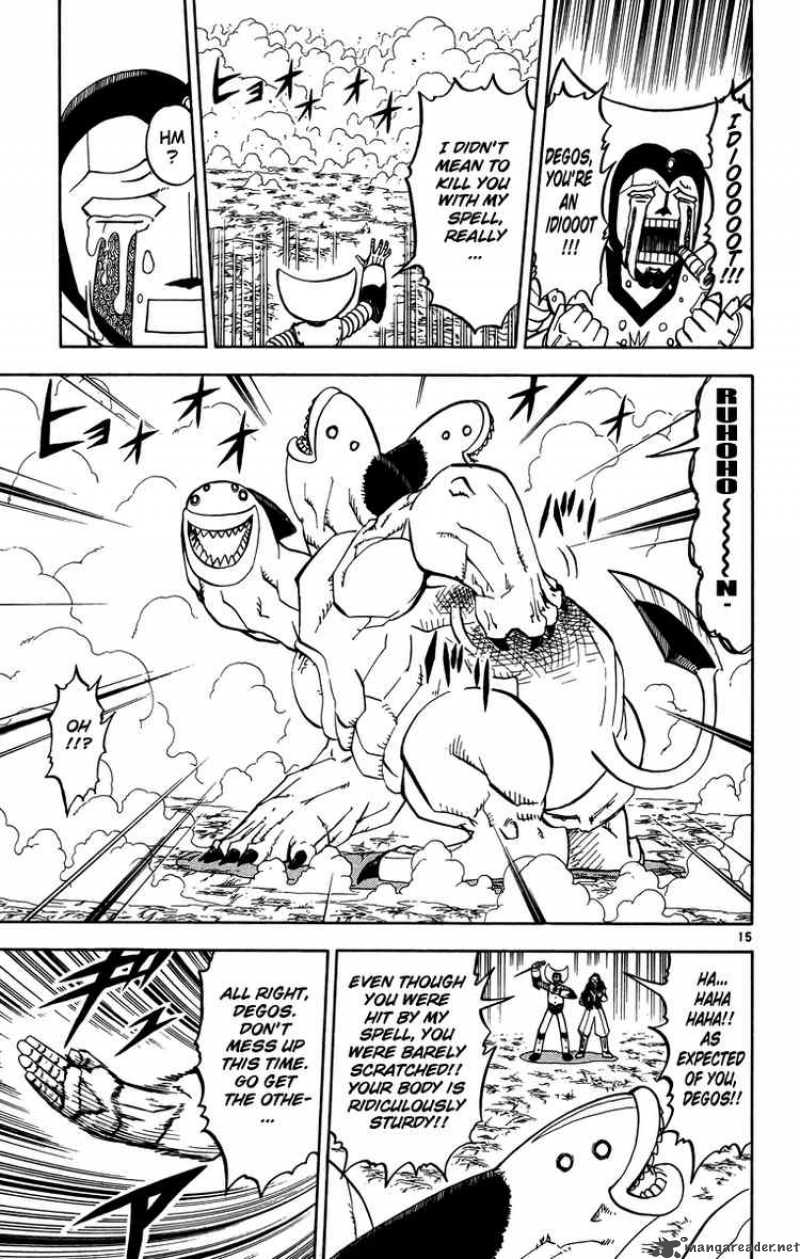 IDIOOOOOT!!!
DEGOS,
YOU'RE
AN
IDIOOOT
!!!
I DIDN'T
MEAN TO
KILL YOU
WITH MY
SPELL,
REALLY
...
ヒョオオオ
HM
?
RUHOHO~~~~~~N-
ヒョオオオ
OH
!!?
15
HA...
HAHA
HAHA!!
AS
EXPECTED
OF YOU,
DEGOS!!
EVEN THOUGH
YOU WERE
HIT BY MY
SPELL, YOU
WERE BARELY
SCRATCHED!!
YOUR BODY IS
RIDICULOUSLY
STURDY!!
ALL RIGHT,
DEGOS.
DON'T
MESS UP
THIS TIME.
GO GET
THE OTHE-
...
mangareader.net